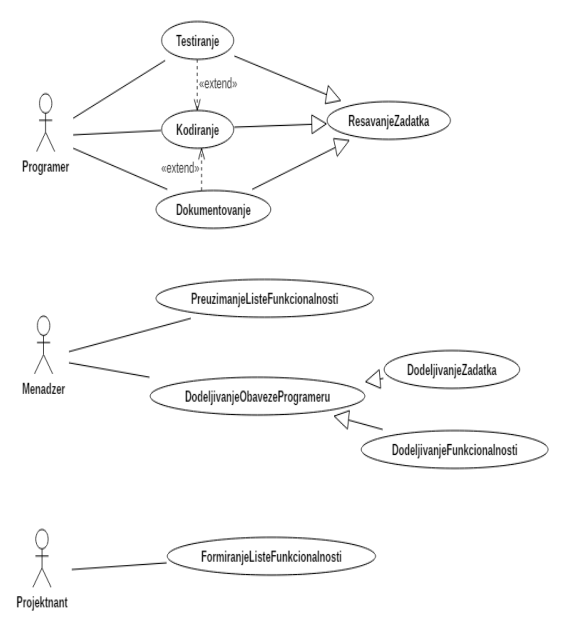 Testiranje
«extend»
Kodiranje
ResavanjeZadatka
Programer
«extend»
Dokumentovanje
PreuzimanjeListeFunkcionalnosti
Menadzer
DodeljivanjeZadatka
DodeljivanjeObavezeProgrameru
DodeljivanjeFunkcionalnosti
FormiranjeListeFunkcionalnosti
Projektnant